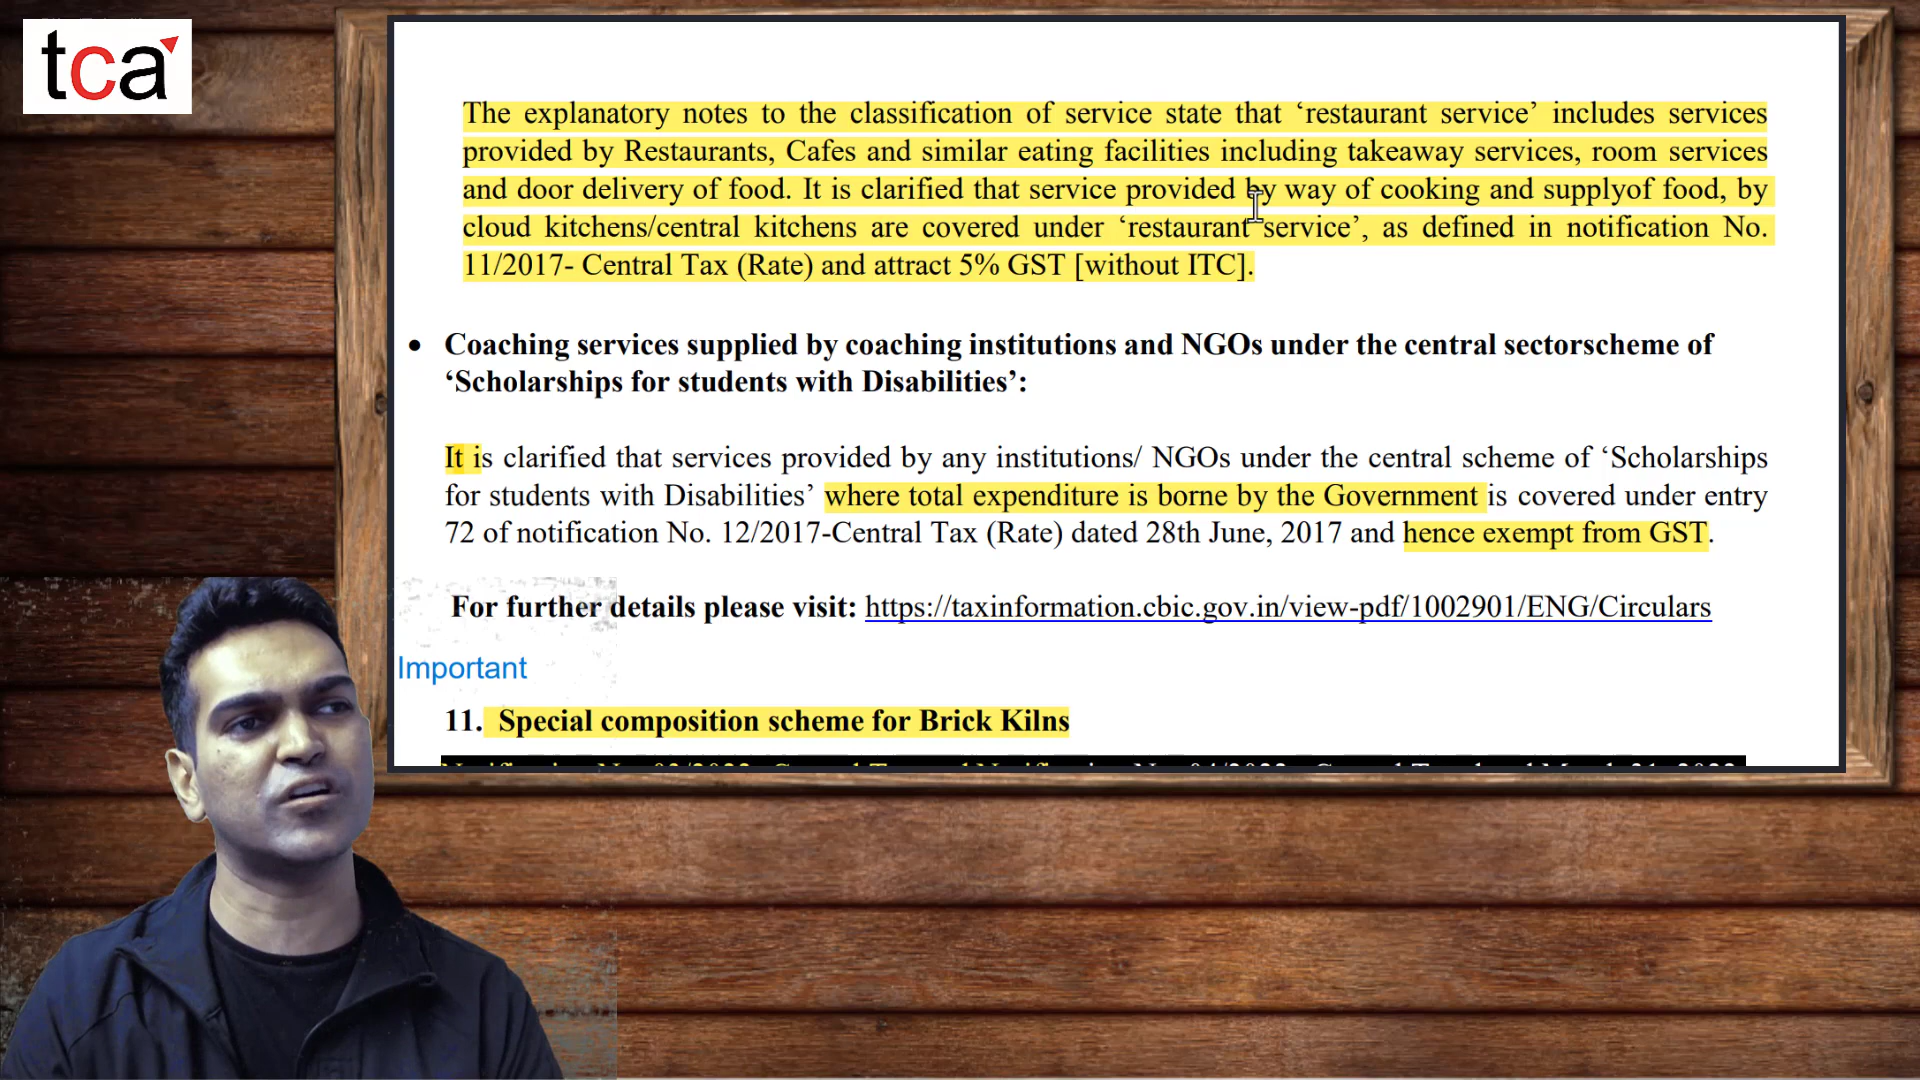 tca
The explanatory notes to the classification of service state that ‘restaurant service’ includes services
provided by Restaurants, Cafes and similar eating facilities including takeaway services, room services
and door delivery of food. It is clarified that service provided by way of cooking and supplyof food, by
cloud kitchens/central kitchens are covered under ‘restaurant service’, as defined in notification No.
11/2017- Central Tax (Rate) and attract 5% GST [without ITC].
• Coaching services supplied by coaching institutions and NGOs under the central sectorscheme of
‘Scholarships for students with Disabilities’:
It is clarified that services provided by any institutions/ NGOs under the central scheme of ‘Scholarships
for students with Disabilities’ where total expenditure is borne by the Government is covered under entry
72 of notification No. 12/2017-Central Tax (Rate) dated 28th June, 2017 and hence exempt from GST.
For further details please visit: https://taxinformation.cbic.gov.in/view-pdf/1002901/ENG/Circulars
Important
11. Special composition scheme for Brick Kilns